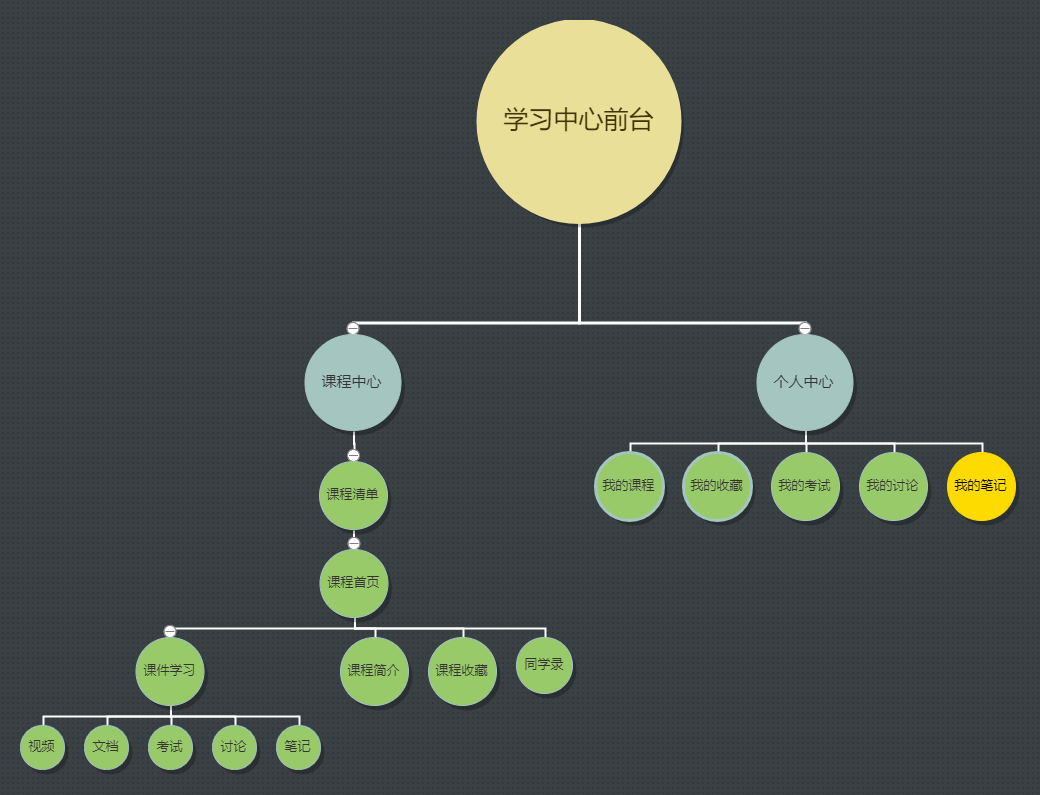 学习中心前台
课程中心
个人中心
课程清单
我的课程
我的收藏
我的考试
我的讨论
我的笔记
课程首页
课件学习
课程简介
课程收藏
同学录
视频
文档
考试
讨论
笔记